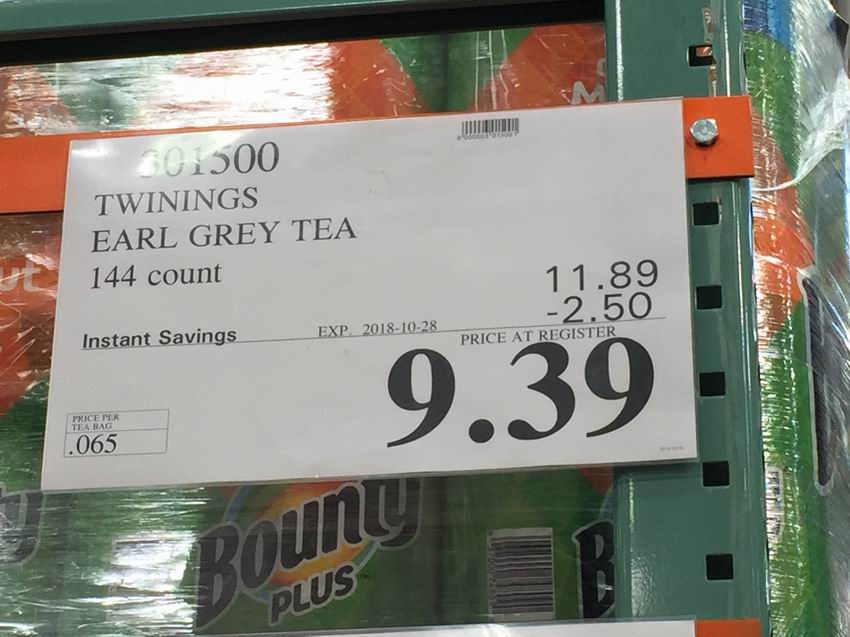 301500
TWININGS
EARL GREY TEA
144 count
11.89
-2.50
Instant Savings
EXP. 2018-10-28
PRICE AT REGISTER
9.39
PRICE PER
TEA BAG
.065
Bounty
PLUS